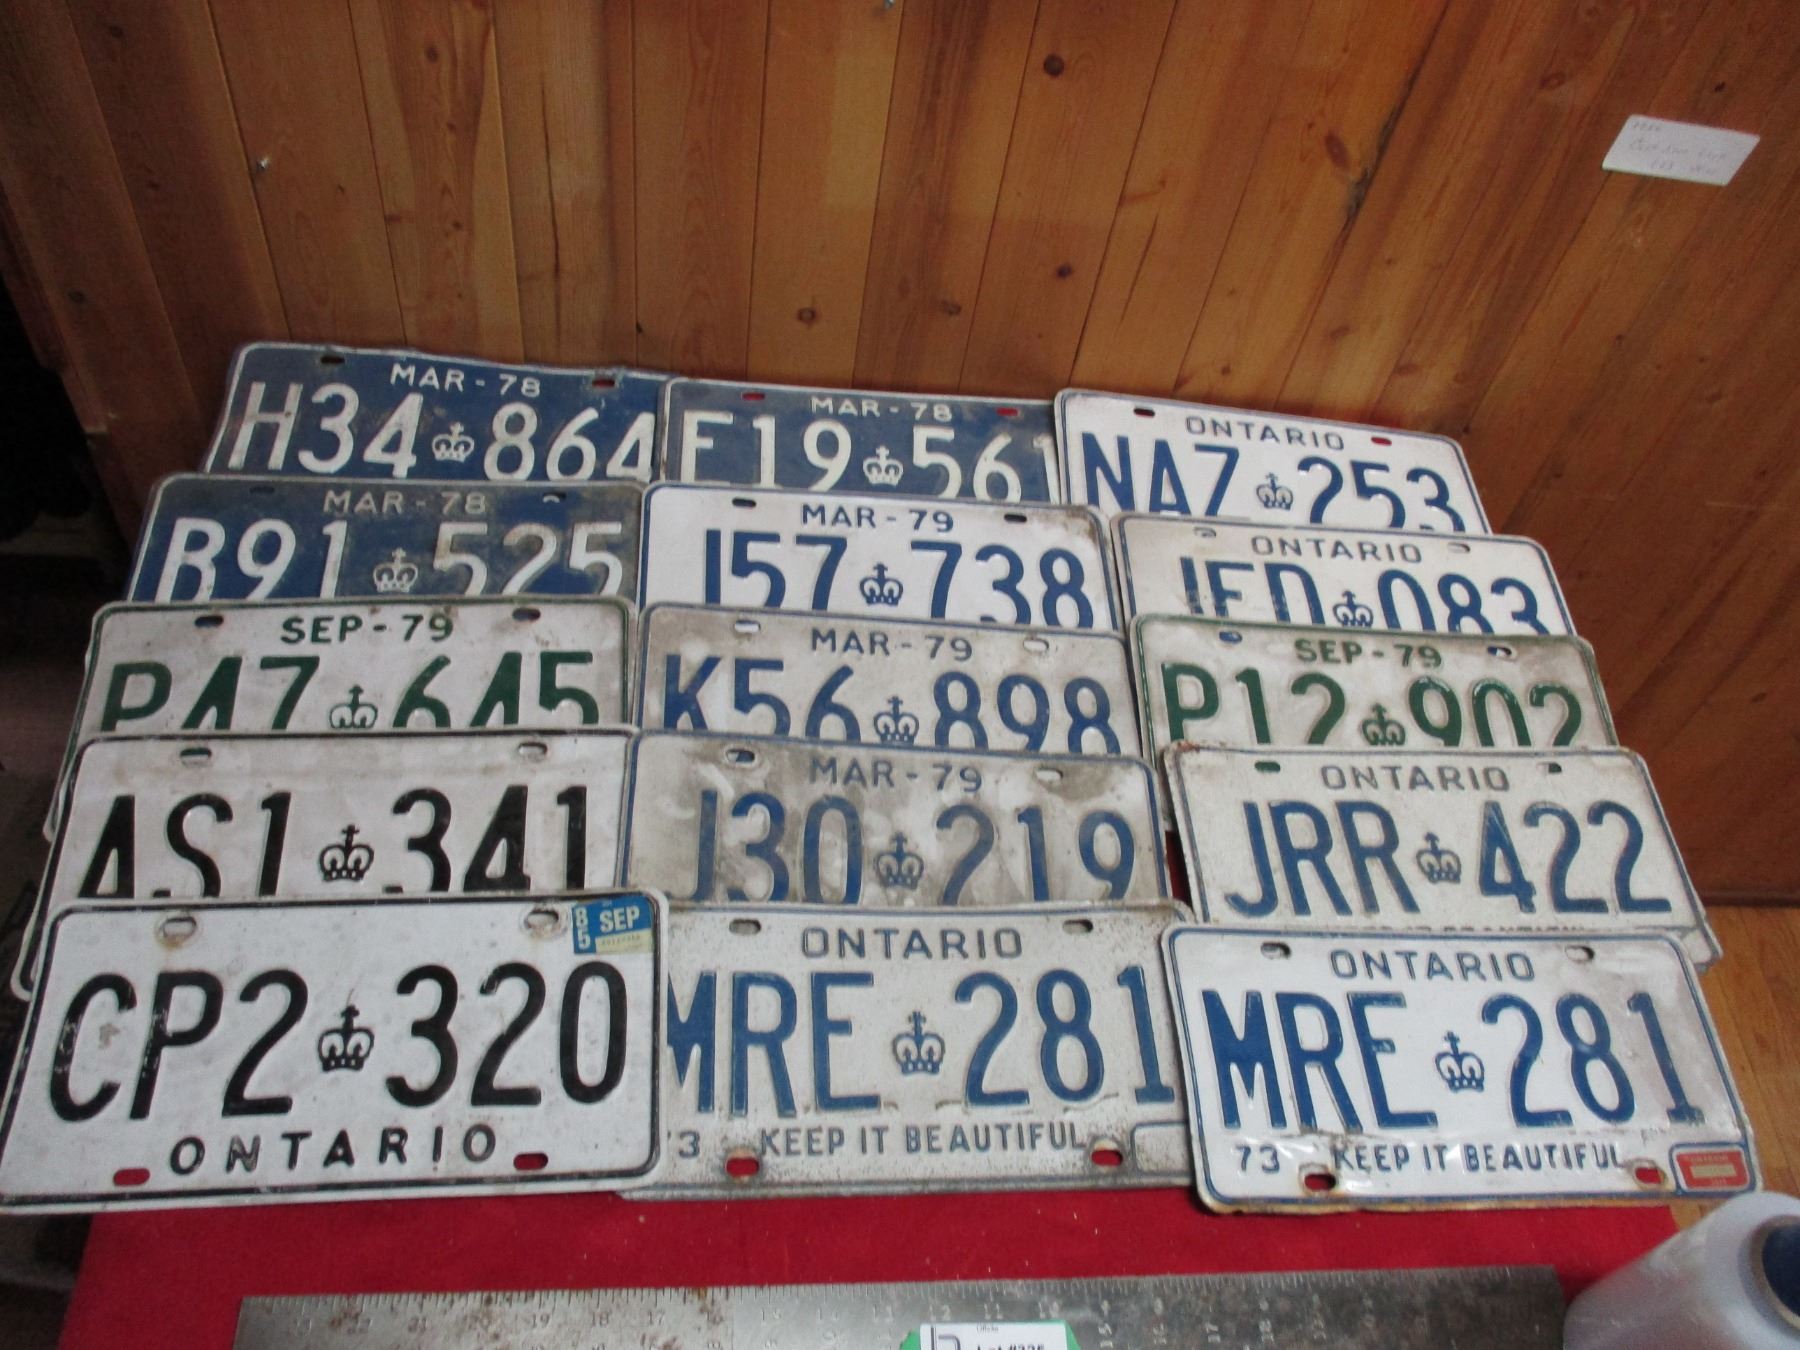 MAR - 78
H34 864
MAR - 78
E19 561
ONTARIO
NAZ 253
MAR - 78
B91 525
MAR - 79
J57 738
ONTARIO
JED 083
SEP - 79
P47 645
MAR - 79
K56 898
SEP - 79
P12 902
AS1 341
MAR - 79
J30 219
ONTARIO
JRR 422
85 SEP
CP2 320
ONTARIO
ONTARIO
MRE 281
73 KEEP IT BEAUTIFUL
ONTARIO
MRE 281
73 KEEP IT BEAUTIFUL